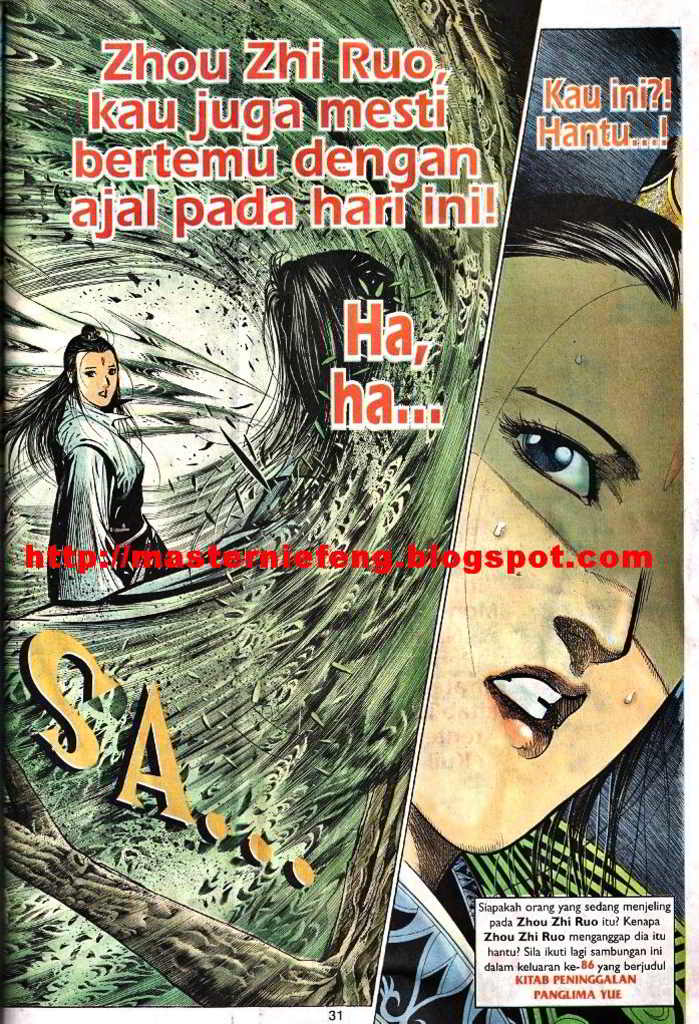 Zhou Zhi Ruo,
kau juga mesti
bertemu dengan
ajal pada hari ini!
Kau ini?!
Hantu...!
Ha,
ha...
http://masterniefeng.blogspot.com
SA...
Siapakah orang yang sedang menjeling
pada Zhou Zhi Ruo itu? Kenapa
Zhou Zhi Ruo menganggap dia itu
hantu? Sila ikuti lagi sambungan ini
dalam keluaran ke-86 yang berjudul
KITAB PENINGGALAN
PANGLIMA YUE
31